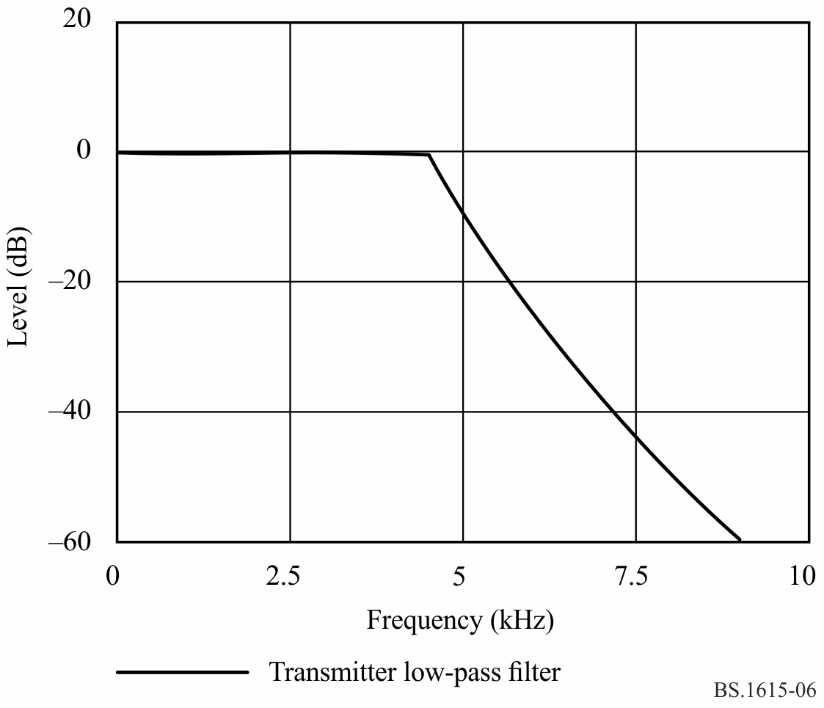 20
0
–20
–40
–60
Level (dB)
0 2.5 5 7.5 10
Frequency (kHz)
Transmitter low-pass filter
BS.1615-06